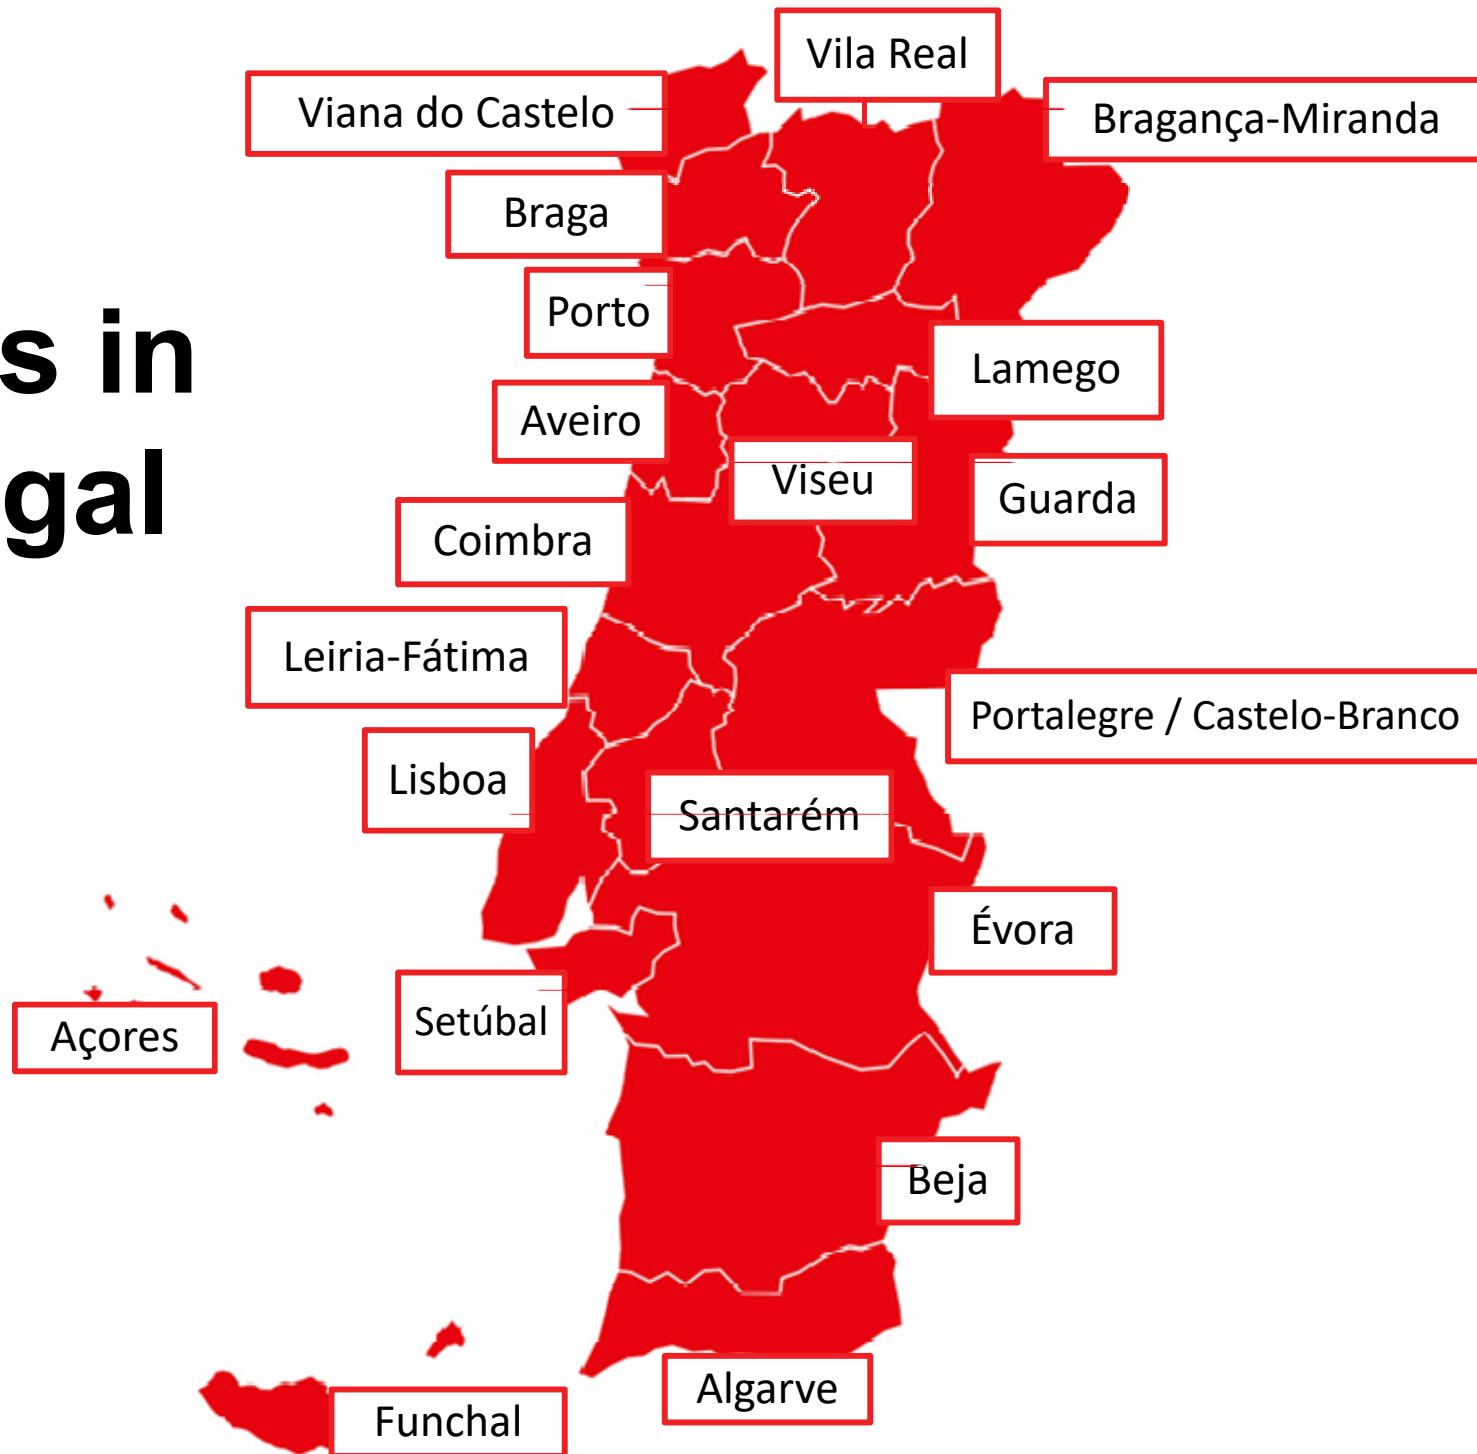 s in
gal
Vila Real
Viana do Castelo
Bragança-Miranda
Braga
Porto
Lamego
Aveiro
Viseu
Guarda
Coimbra
Leiria-Fátima
Portalegre / Castelo-Branco
Lisboa
Santarém
Évora
Setúbal
Açores
Beja
Algarve
Funchal